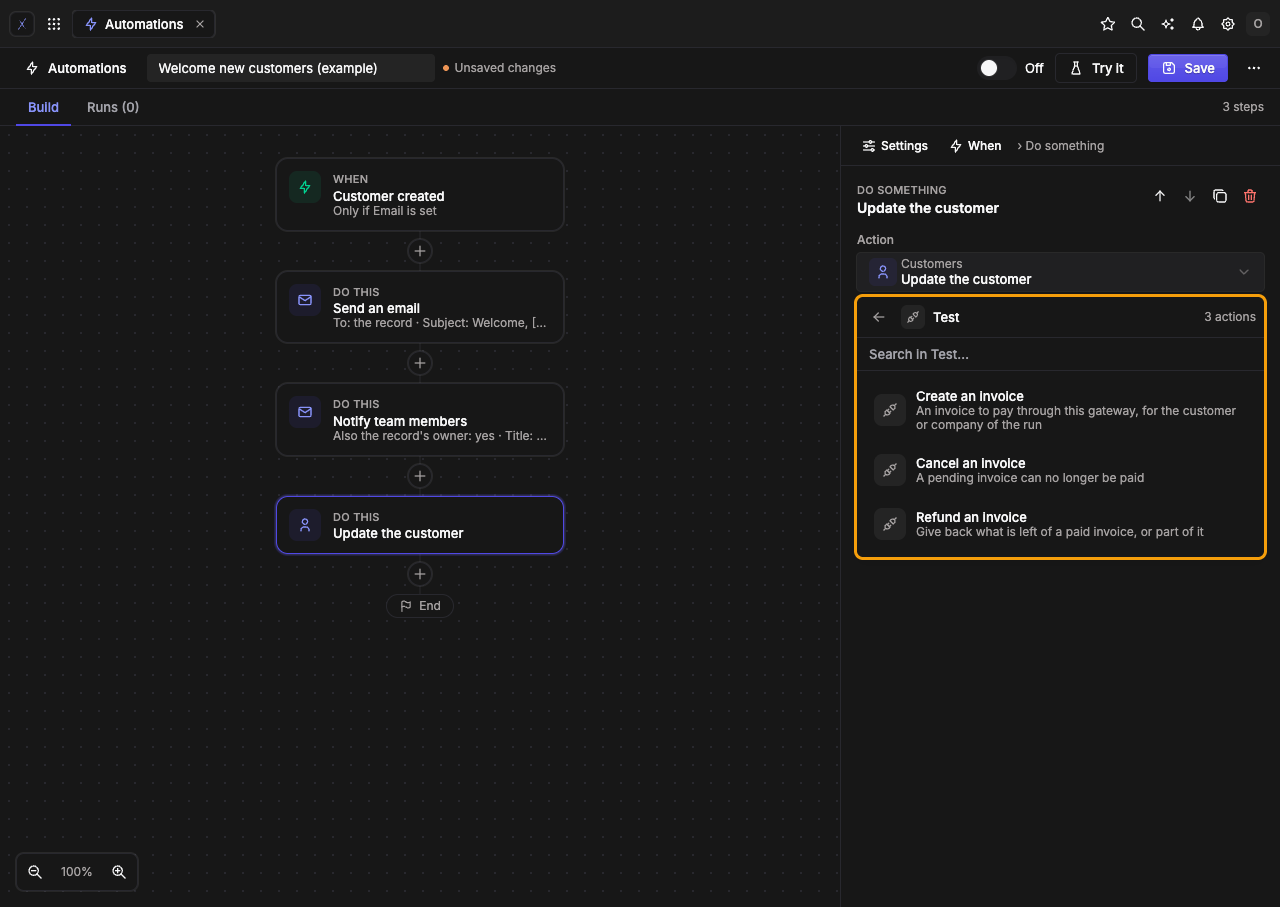 Automations
O
Automations
Welcome new customers (example)
Unsaved changes
Off
Try it
Save
Build
Runs (0)
3 steps
Settings
When
› Do something
WHEN
Customer created
Only if Email is set
DO THIS
Send an email
To: the record · Subject: Welcome, [...
DO THIS
Notify team members
Also the record's owner: yes · Title: ...
DO THIS
Update the customer
End
100%
DO SOMETHING
Update the customer
Action
Customers
Update the customer
Test
3 actions
Search in Test...
Create an invoice
An invoice to pay through this gateway, for the customer
or company of the run
Cancel an invoice
A pending invoice can no longer be paid
Refund an invoice
Give back what is left of a paid invoice, or part of it